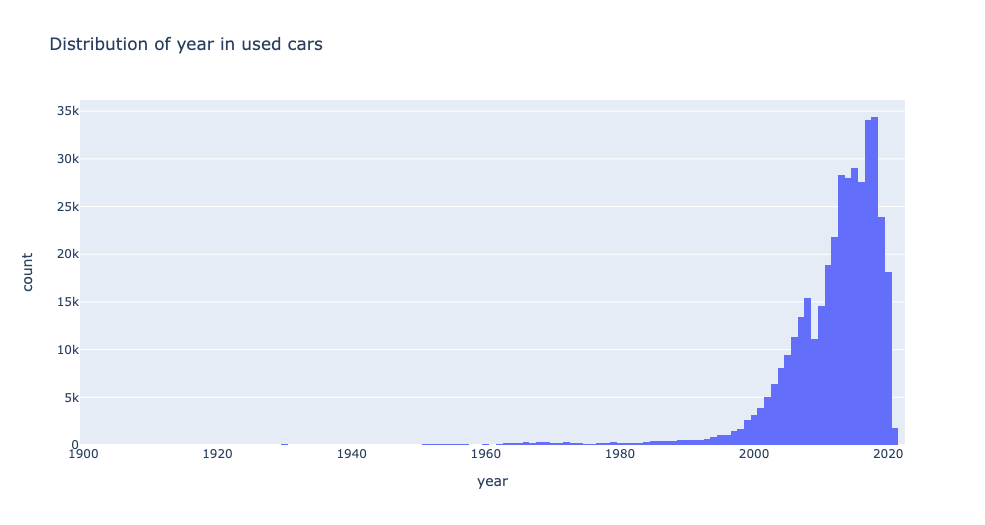 Distribution of year in used cars
35k
30k
25k
20k
15k
10k
5k
0
count
1900 1920 1940 1960 1980 2000 2020
year